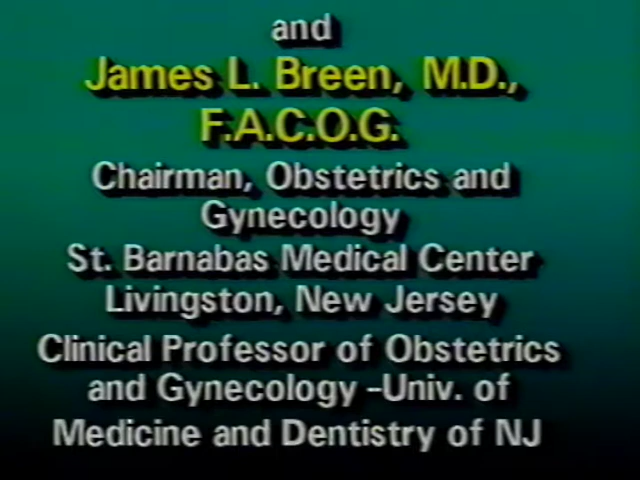 and
James L. Breen, M.D.,
F.A.C.O.G.
Chairman, Obstetrics and
Gynecology
St. Barnabas Medical Center
Livingston, New Jersey
Clinical Professor of Obstetrics
and Gynecology -Univ. of
Medicine and Dentistry of NJ